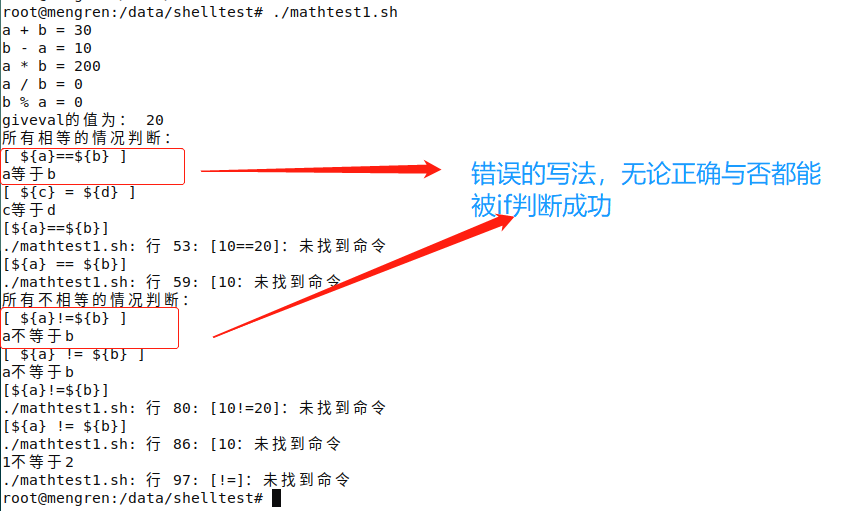 root@mengren:/data/shelltest# ./mathtest1.sh
a + b = 30
b - a = 10
a * b = 200
a / b = 0
b % a = 0
giveval的值为： 20
所有相等的情况判断：
[ ${a}==${b} ]
a等于b
[ ${c} = ${d} ]
c等于d
[${a}==${b}]
./mathtest1.sh: 行 53: [10==20]：未找到命令
[${a} == ${b}]
./mathtest1.sh: 行 59: [10：未找到命令
所有不相等的情况判断：
[ ${a}!=${b} ]
a不等于b
[ ${a} != ${b} ]
a不等于b
[${a}!=${b}]
./mathtest1.sh: 行 80: [10!=20]：未找到命令
[${a} != ${b}]
./mathtest1.sh: 行 86: [10：未找到命令
1不等于2
./mathtest1.sh: 行 97: [!=]：未找到命令
root@mengren:/data/shelltest#
错误的写法，无论正确与否都能
被if判断成功